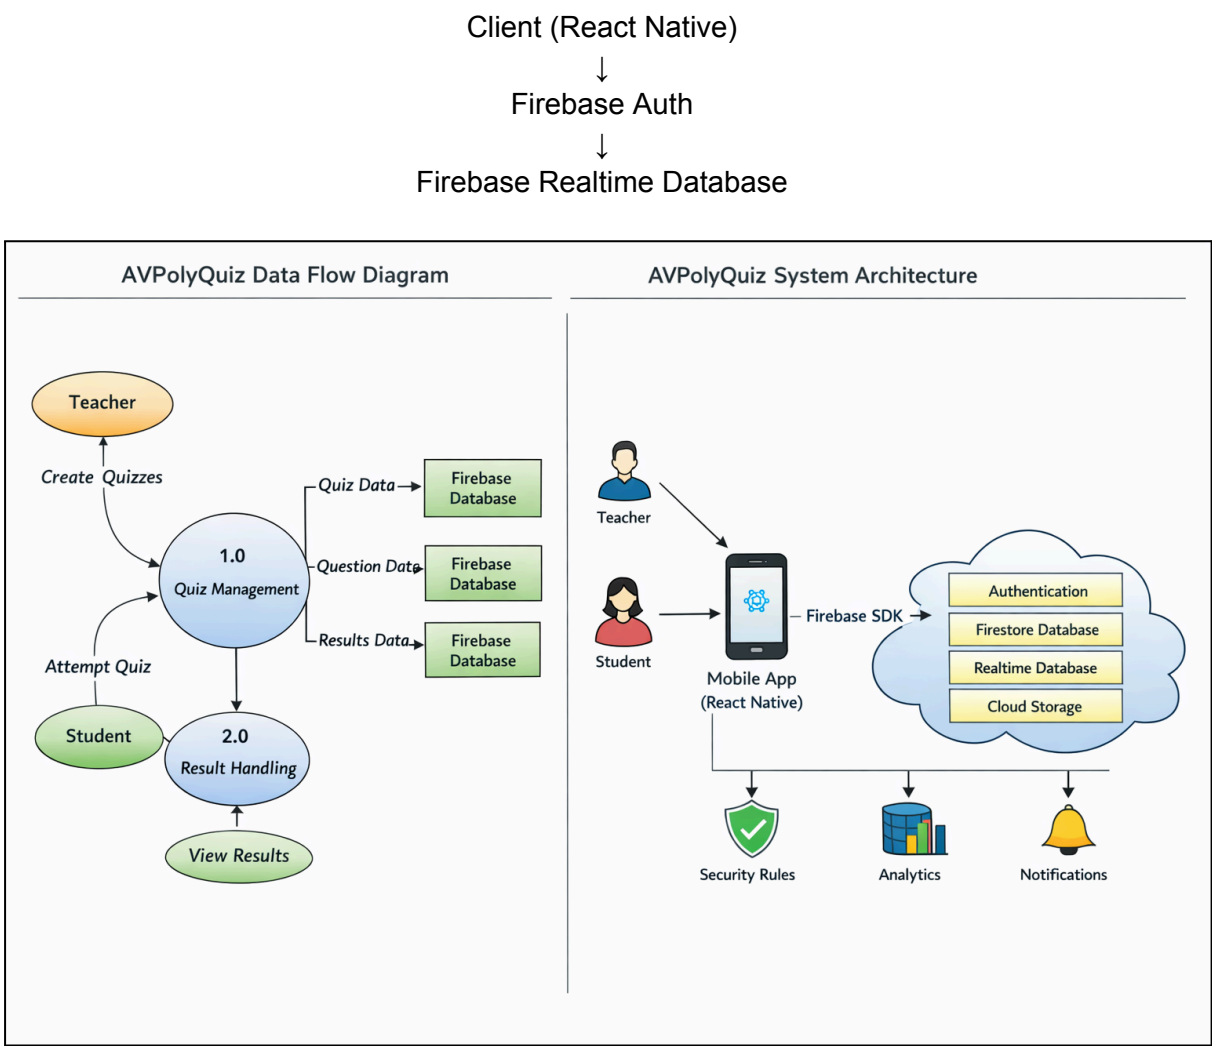 Client (React Native)
↓
Firebase Auth
↓
Firebase Realtime Database
AVPolyQuiz Data Flow Diagram
Teacher
Create Quizzes
1.0
Quiz Management
Attempt Quiz
Student
2.0
Result Handling
View Results
Quiz Data
Firebase
Database
Question Data
Firebase
Database
Results Data
Firebase
Database
AVPolyQuiz System Architecture
Teacher
Student
Mobile App
(React Native)
Firebase SDK
Authentication
Firestore Database
Realtime Database
Cloud Storage
Security Rules
Analytics
Notifications